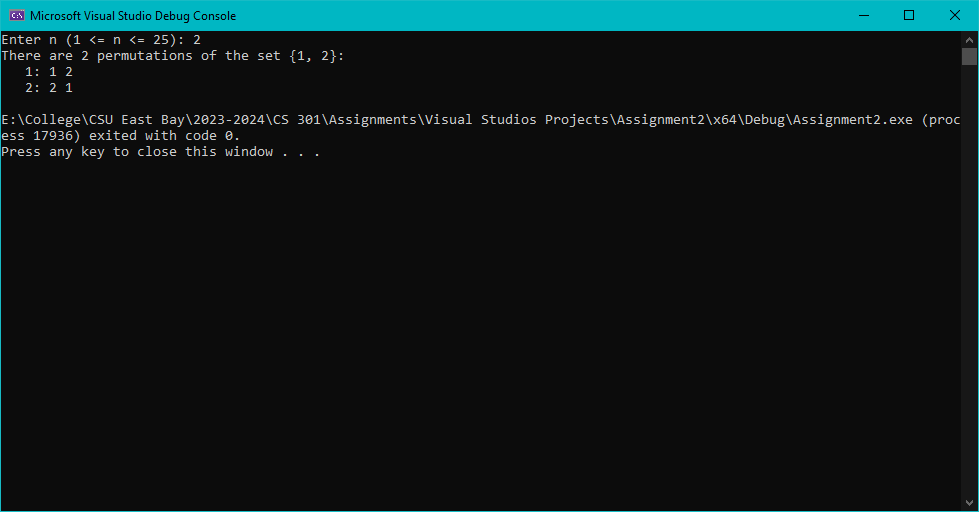 Microsoft Visual Studio Debug Console
Enter n (1 <= n <= 25): 2
There are 2 permutations of the set {1, 2}:
   1: 1 2
   2: 2 1

E:\College\CSU East Bay\2023-2024\CS 301\Assignments\Visual Studios Projects\Assignment2\x64\Debug\Assignment2.exe (proc
ess 17936) exited with code 0.
Press any key to close this window . . .